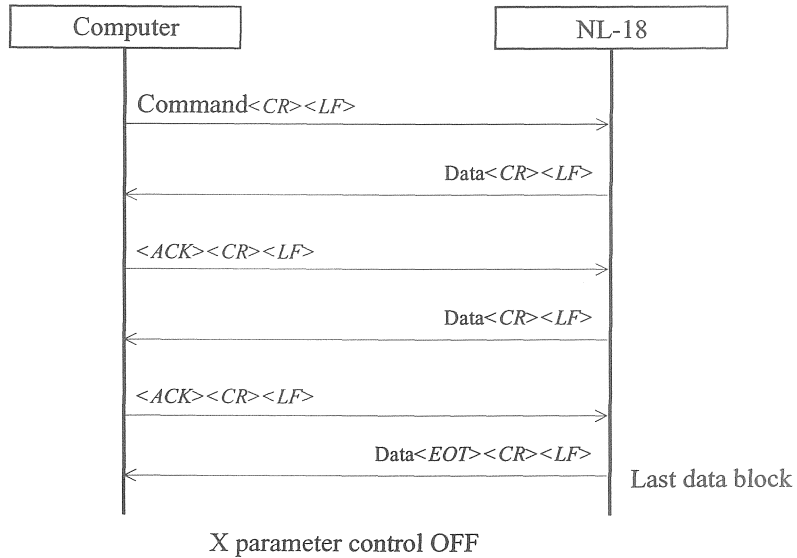 Computer
NL-18
Command<CR><LF>
Data<CR><LF>
<ACK><CR><LF>
Data<CR><LF>
<ACK><CR><LF>
Data<EOT><CR><LF>
Last data block
X parameter control OFF